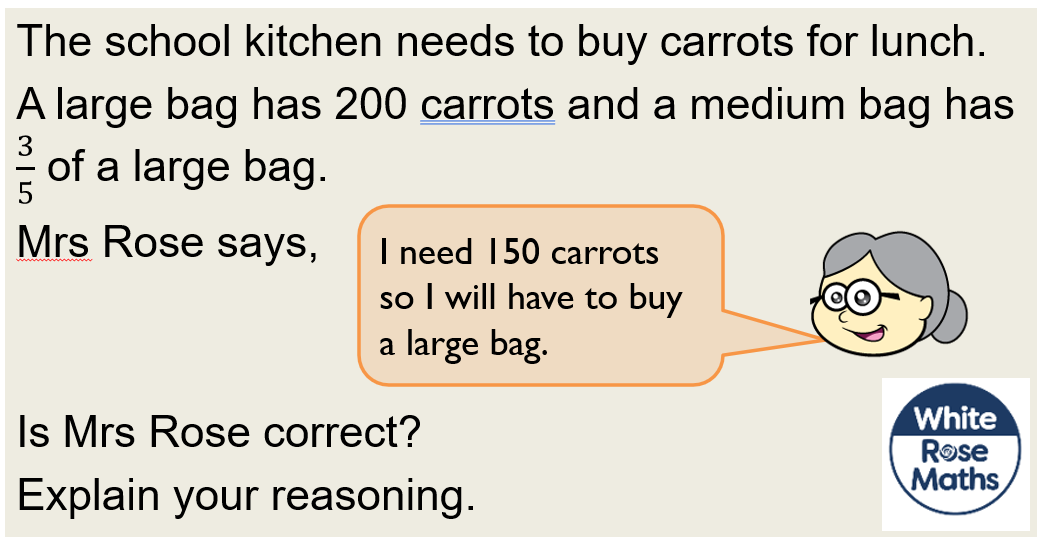 The school kitchen needs to buy carrots for lunch.
A large bag has 200 carrots and a medium bag has
3/5 of a large bag.
Mrs Rose says,
I need 150 carrots
so I will have to buy
a large bag.
Is Mrs Rose correct?
Explain your reasoning.
White
Rose
Maths